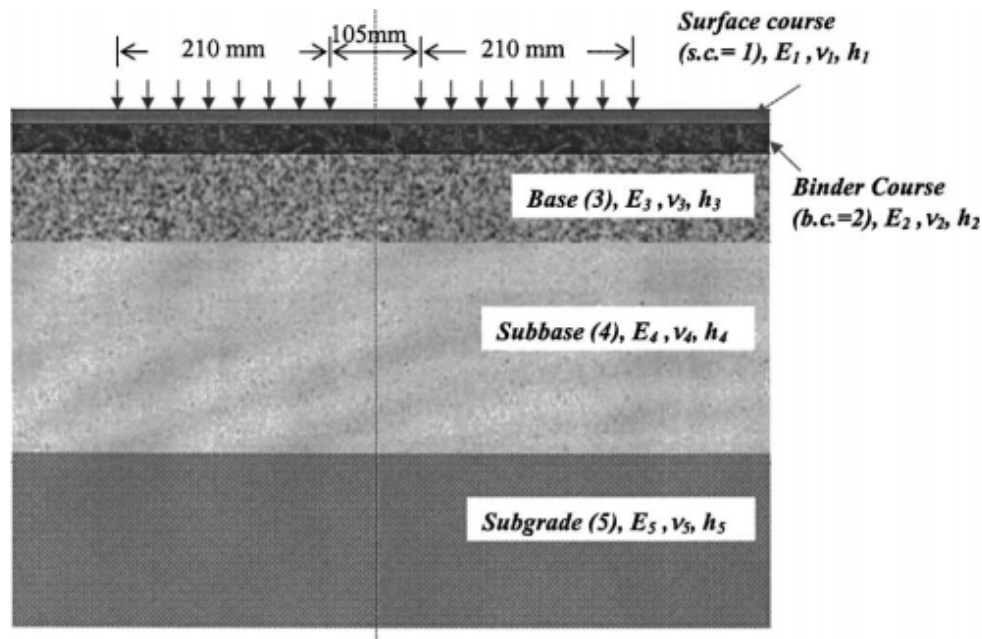 Surface course
(s.c.= 1), E₁ , ν₁, h₁
210 mm
105mm
210 mm
Base (3), E₃ , ν₃, h₃
Binder Course
(b.c.=2), E₂ , ν₂, h₂
Subbase (4), E₄ , ν₄, h₄
Subgrade (5), E₅ , ν₅, h₅